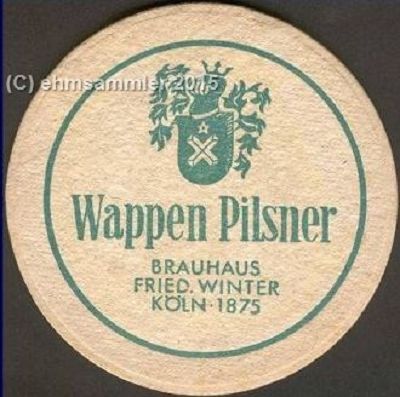 (C) ehmsammler 2015
Wappen Pilsner
BRAUHAUS
FRIED. WINTER
KÖLN · 1875